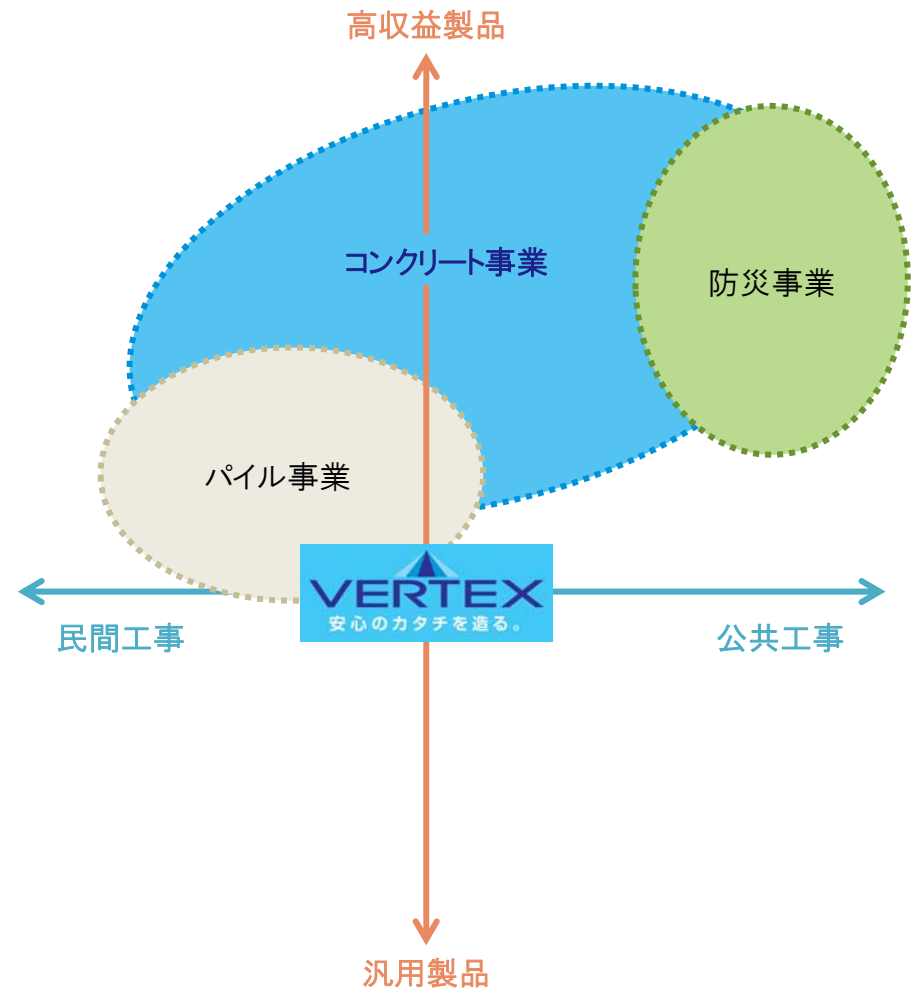 高収益製品
コンクリート事業
防災事業
パイル事業
VERTEX
安心のカタチを造る。
民間工事
公共工事
汎用製品